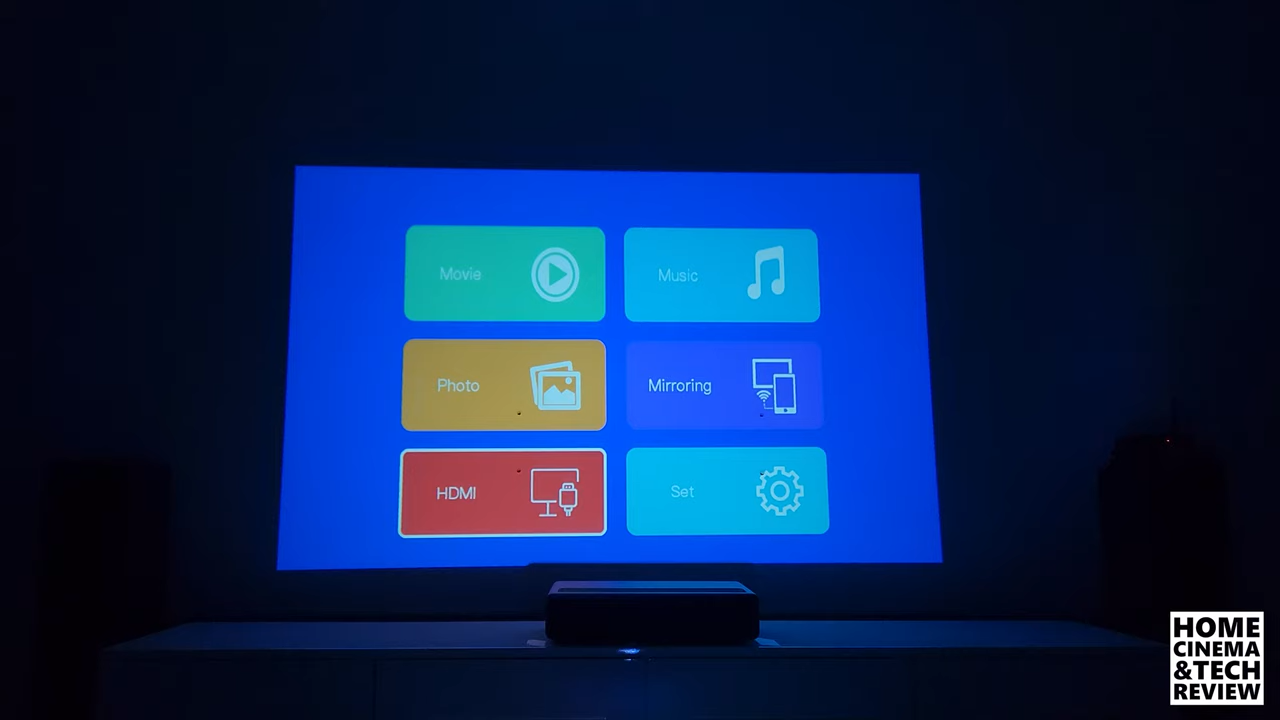 Movie
Music
Photo
Mirroring
HDMI
Set
HOME
CINEMA
&TECH
REVIEW